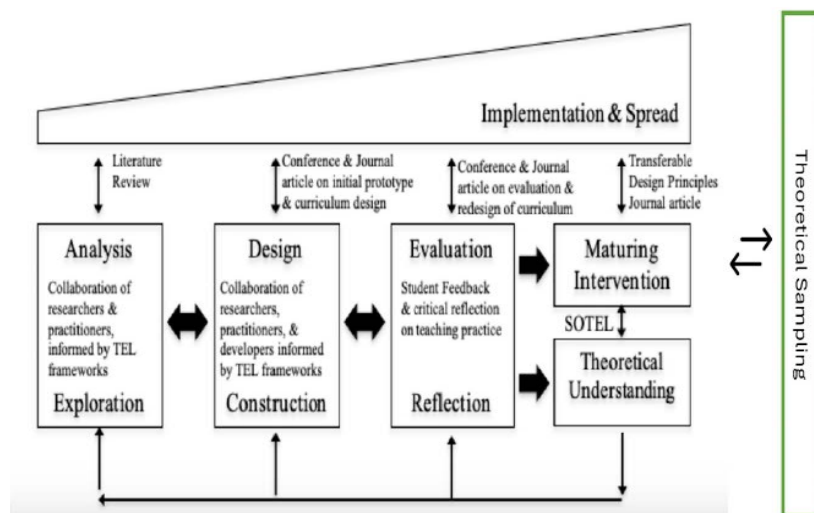 Implementation & Spread
Literature
Review
Conference & Journal
article on initial prototype
& curriculum design
Conference & Journal
article on evaluation &
redesign of curriculum
Transferable
Design Principles
Journal article
Analysis
Collaboration of
researchers &
practitioners,
informed by TEL
frameworks
Exploration
Design
Collaboration of
researchers,
practitioners, &
developers informed
by TEL frameworks
Construction
Evaluation
Student Feedback
& critical reflection
on teaching practice
Reflection
Maturing
Intervention
SOTEL
Theoretical
Understanding
Theoretical Sampling